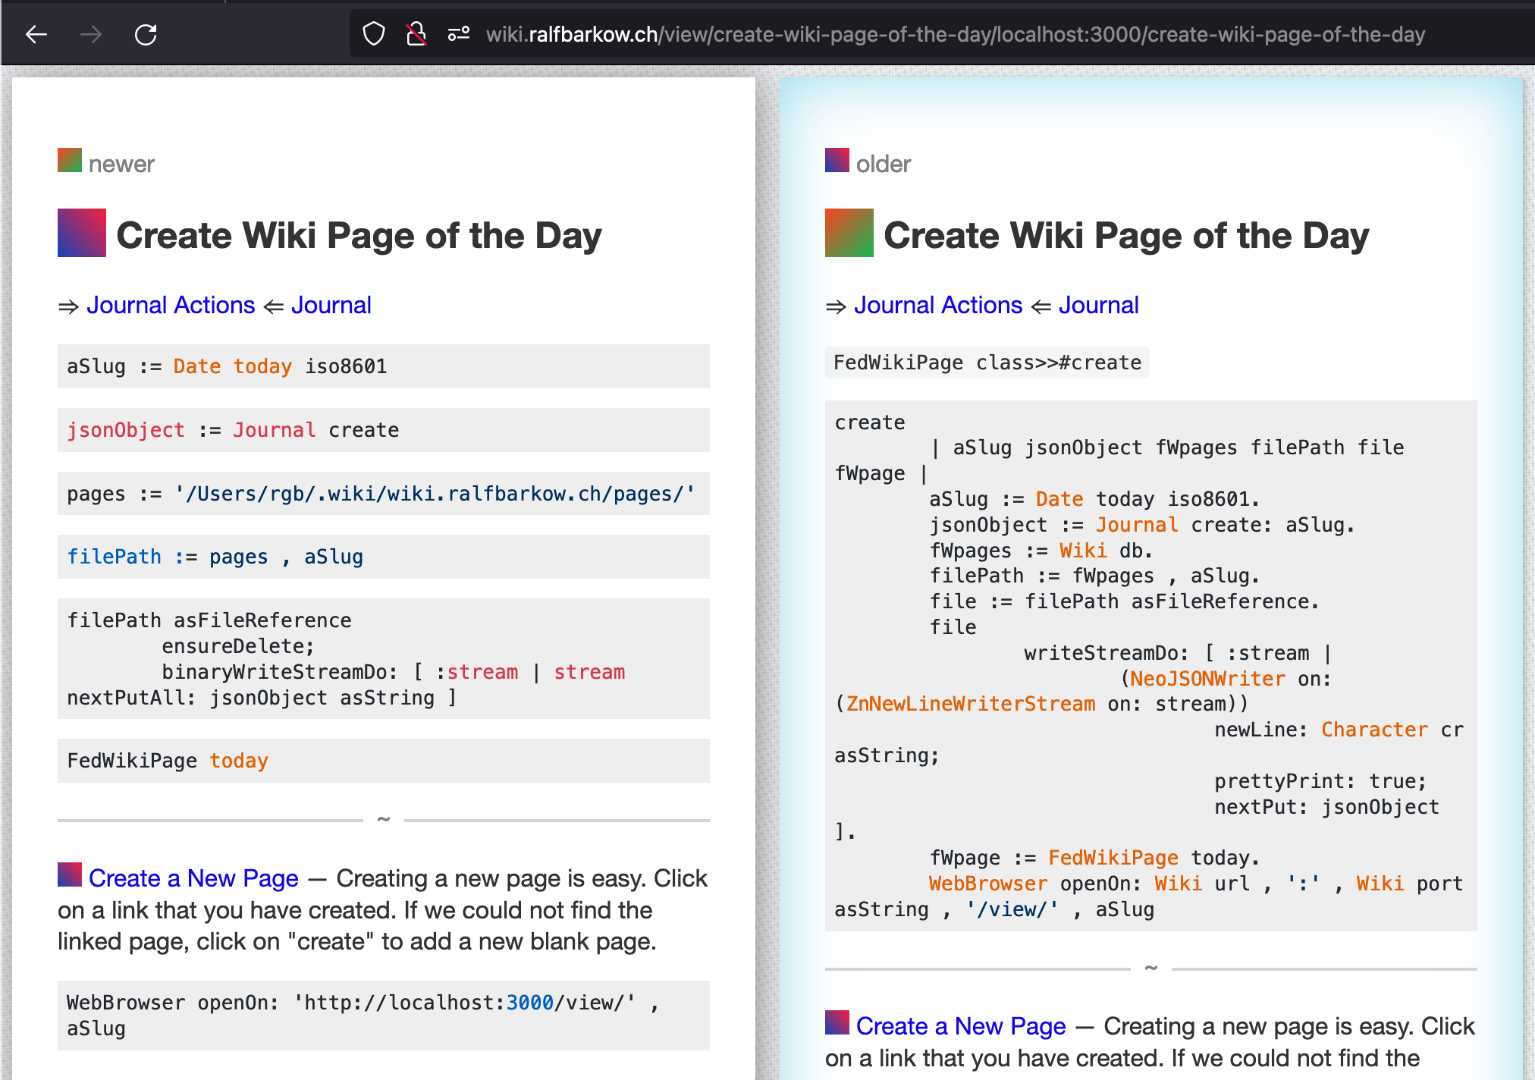 wiki.ralfbarkow.ch/view/create-wiki-page-of-the-day/localhost:3000/create-wiki-page-of-the-day
newer
Create Wiki Page of the Day
⇒ Journal Actions ⇐ Journal
aSlug := Date today iso8601
jsonObject := Journal create
pages := '/Users/rgb/.wiki/wiki.ralfbarkow.ch/pages/'
filePath := pages , aSlug
filePath asFileReference
ensureDelete;
binaryWriteStreamDo: [ :stream | stream
nextPutAll: jsonObject asString ]
FedWikiPage today
~
Create a New Page — Creating a new page is easy. Click
on a link that you have created. If we could not find the
linked page, click on "create" to add a new blank page.
WebBrowser openOn: 'http://localhost:3000/view/' ,
aSlug
older
Create Wiki Page of the Day
⇒ Journal Actions ⇐ Journal
FedWikiPage class>>#create
create
| aSlug jsonObject fWpages filePath file
fWpage |
aSlug := Date today iso8601.
jsonObject := Journal create: aSlug.
fWpages := Wiki db.
filePath := fWpages , aSlug.
file := filePath asFileReference.
file
writeStreamDo: [ :stream |
(NeoJSONWriter on:
(ZnNewLineWriterStream on: stream))
newLine: Character cr
asString;
prettyPrint: true;
nextPut: jsonObject
].
fWpage := FedWikiPage today.
WebBrowser openOn: Wiki url , ':' , Wiki port
asString , '/view/' , aSlug
~
Create a New Page — Creating a new page is easy. Click
on a link that you have created. If we could not find the